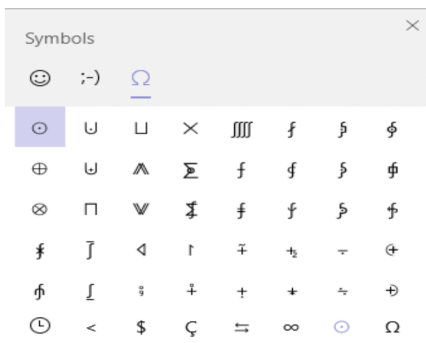 Symbols
☺ ;-) Ω
⨀ ⨃ ⨆ ⨉ ⨌ ⨏ ⨒ ⨕
⨁ ⨄ ⨇ ⨊ ⨍ ⨐ ⨓ ⨖
⨂ ⨅ ⨈ ⨋ ⨎ ⨑ ⨔ ⨗
⨘ ⨛ ⨞ ⨡ ⨤ ⨧ ⨪ ⨭
⨙ ⨜ ⨟ ⨢ ⨥ ⨨ ⨫ ⨮
< $ Ç ⇆ ∞ ⊙ Ω